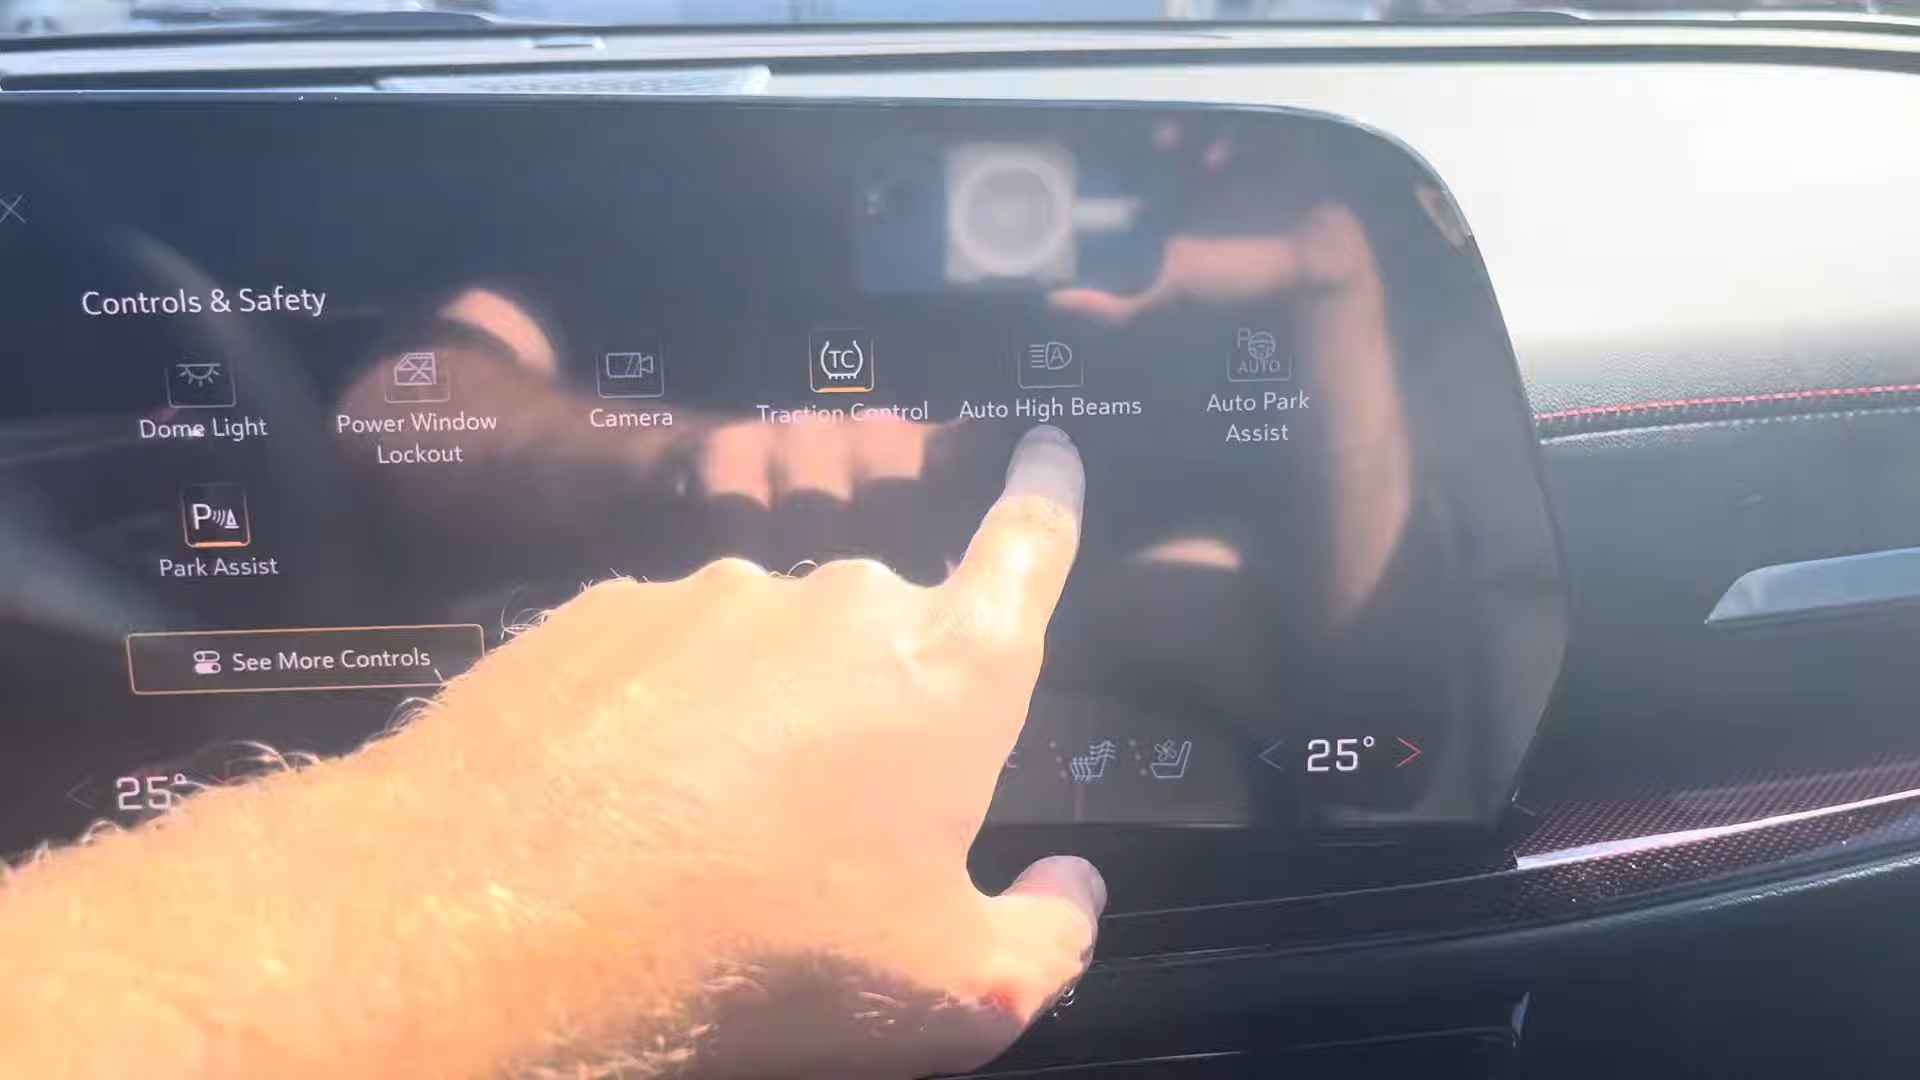 Controls & Safety
TC
A
P
AUTO
Dome Light
Power Window
Lockout
Camera
Traction Control
Auto High Beams
Auto Park
Assist
P
Park Assist
See More Controls
25°
25°